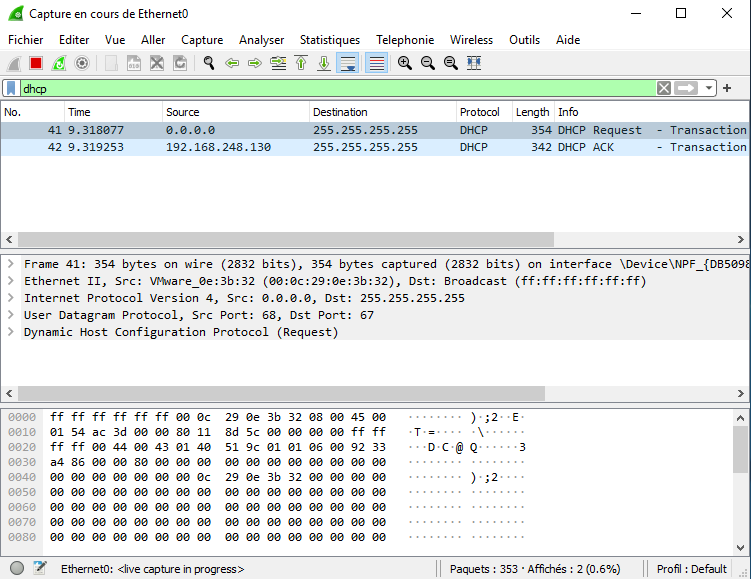 Capture en cours de Ethernet0
Fichier Editer Vue Aller Capture Analyser Statistiques Telephonie Wireless Outils Aide
dhcp
No. Time Source Destination Protocol Length Info
41 9.318077 0.0.0.0 255.255.255.255 DHCP 354 DHCP Request - Transaction
42 9.319253 192.168.248.130 255.255.255.255 DHCP 342 DHCP ACK - Transaction
Frame 41: 354 bytes on wire (2832 bits), 354 bytes captured (2832 bits) on interface \Device\NPF_{DB5098
Ethernet II, Src: VMware_0e:3b:32 (00:0c:29:0e:3b:32), Dst: Broadcast (ff:ff:ff:ff:ff:ff)
Internet Protocol Version 4, Src: 0.0.0.0, Dst: 255.255.255.255
User Datagram Protocol, Src Port: 68, Dst Port: 67
Dynamic Host Configuration Protocol (Request)
0000 ff ff ff ff ff ff 00 0c 29 0e 3b 32 08 00 45 00 ········ )·;2··E·
0010 01 54 ac 3d 00 00 80 11 8d 5c 00 00 00 00 ff ff ·T·=···· ·\······
0020 ff ff 00 44 00 43 01 40 51 9c 01 01 06 00 92 33 ···D·C·@ Q······3
0030 a4 86 00 00 80 00 00 00 00 00 00 00 00 00 00 00 ········ ········
0040 00 00 00 00 00 00 00 0c 29 0e 3b 32 00 00 00 00 ········ )·;2····
0050 00 00 00 00 00 00 00 00 00 00 00 00 00 00 00 00 ········ ········
0060 00 00 00 00 00 00 00 00 00 00 00 00 00 00 00 00 ········ ········
0070 00 00 00 00 00 00 00 00 00 00 00 00 00 00 00 00 ········ ········
0080 00 00 00 00 00 00 00 00 00 00 00 00 00 00 00 00 ········ ········
Ethernet0: <live capture in progress> Paquets : 353 · Affichés : 2 (0.6%) Profil : Default